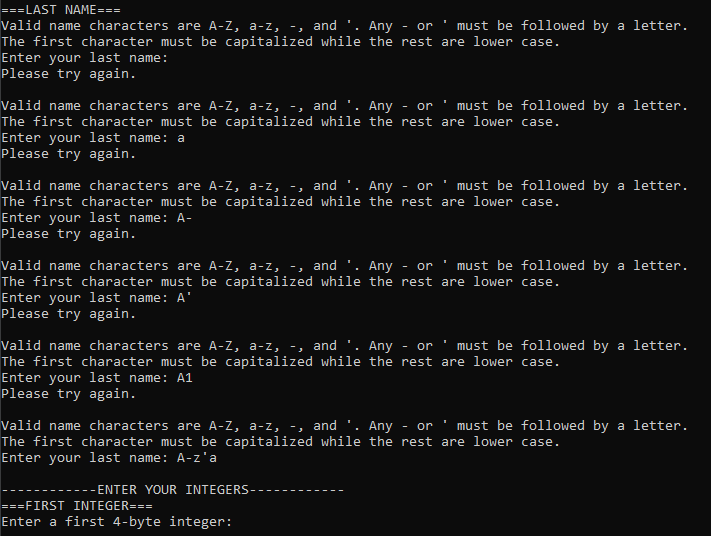 ===LAST NAME===
Valid name characters are A-Z, a-z, -, and '. Any - or ' must be followed by a letter.
The first character must be capitalized while the rest are lower case.
Enter your last name:
Please try again.

Valid name characters are A-Z, a-z, -, and '. Any - or ' must be followed by a letter.
The first character must be capitalized while the rest are lower case.
Enter your last name: a
Please try again.

Valid name characters are A-Z, a-z, -, and '. Any - or ' must be followed by a letter.
The first character must be capitalized while the rest are lower case.
Enter your last name: A-
Please try again.

Valid name characters are A-Z, a-z, -, and '. Any - or ' must be followed by a letter.
The first character must be capitalized while the rest are lower case.
Enter your last name: A'
Please try again.

Valid name characters are A-Z, a-z, -, and '. Any - or ' must be followed by a letter.
The first character must be capitalized while the rest are lower case.
Enter your last name: A1
Please try again.

Valid name characters are A-Z, a-z, -, and '. Any - or ' must be followed by a letter.
The first character must be capitalized while the rest are lower case.
Enter your last name: A-z'a

------------ENTER YOUR INTEGERS------------
===FIRST INTEGER===
Enter a first 4-byte integer: